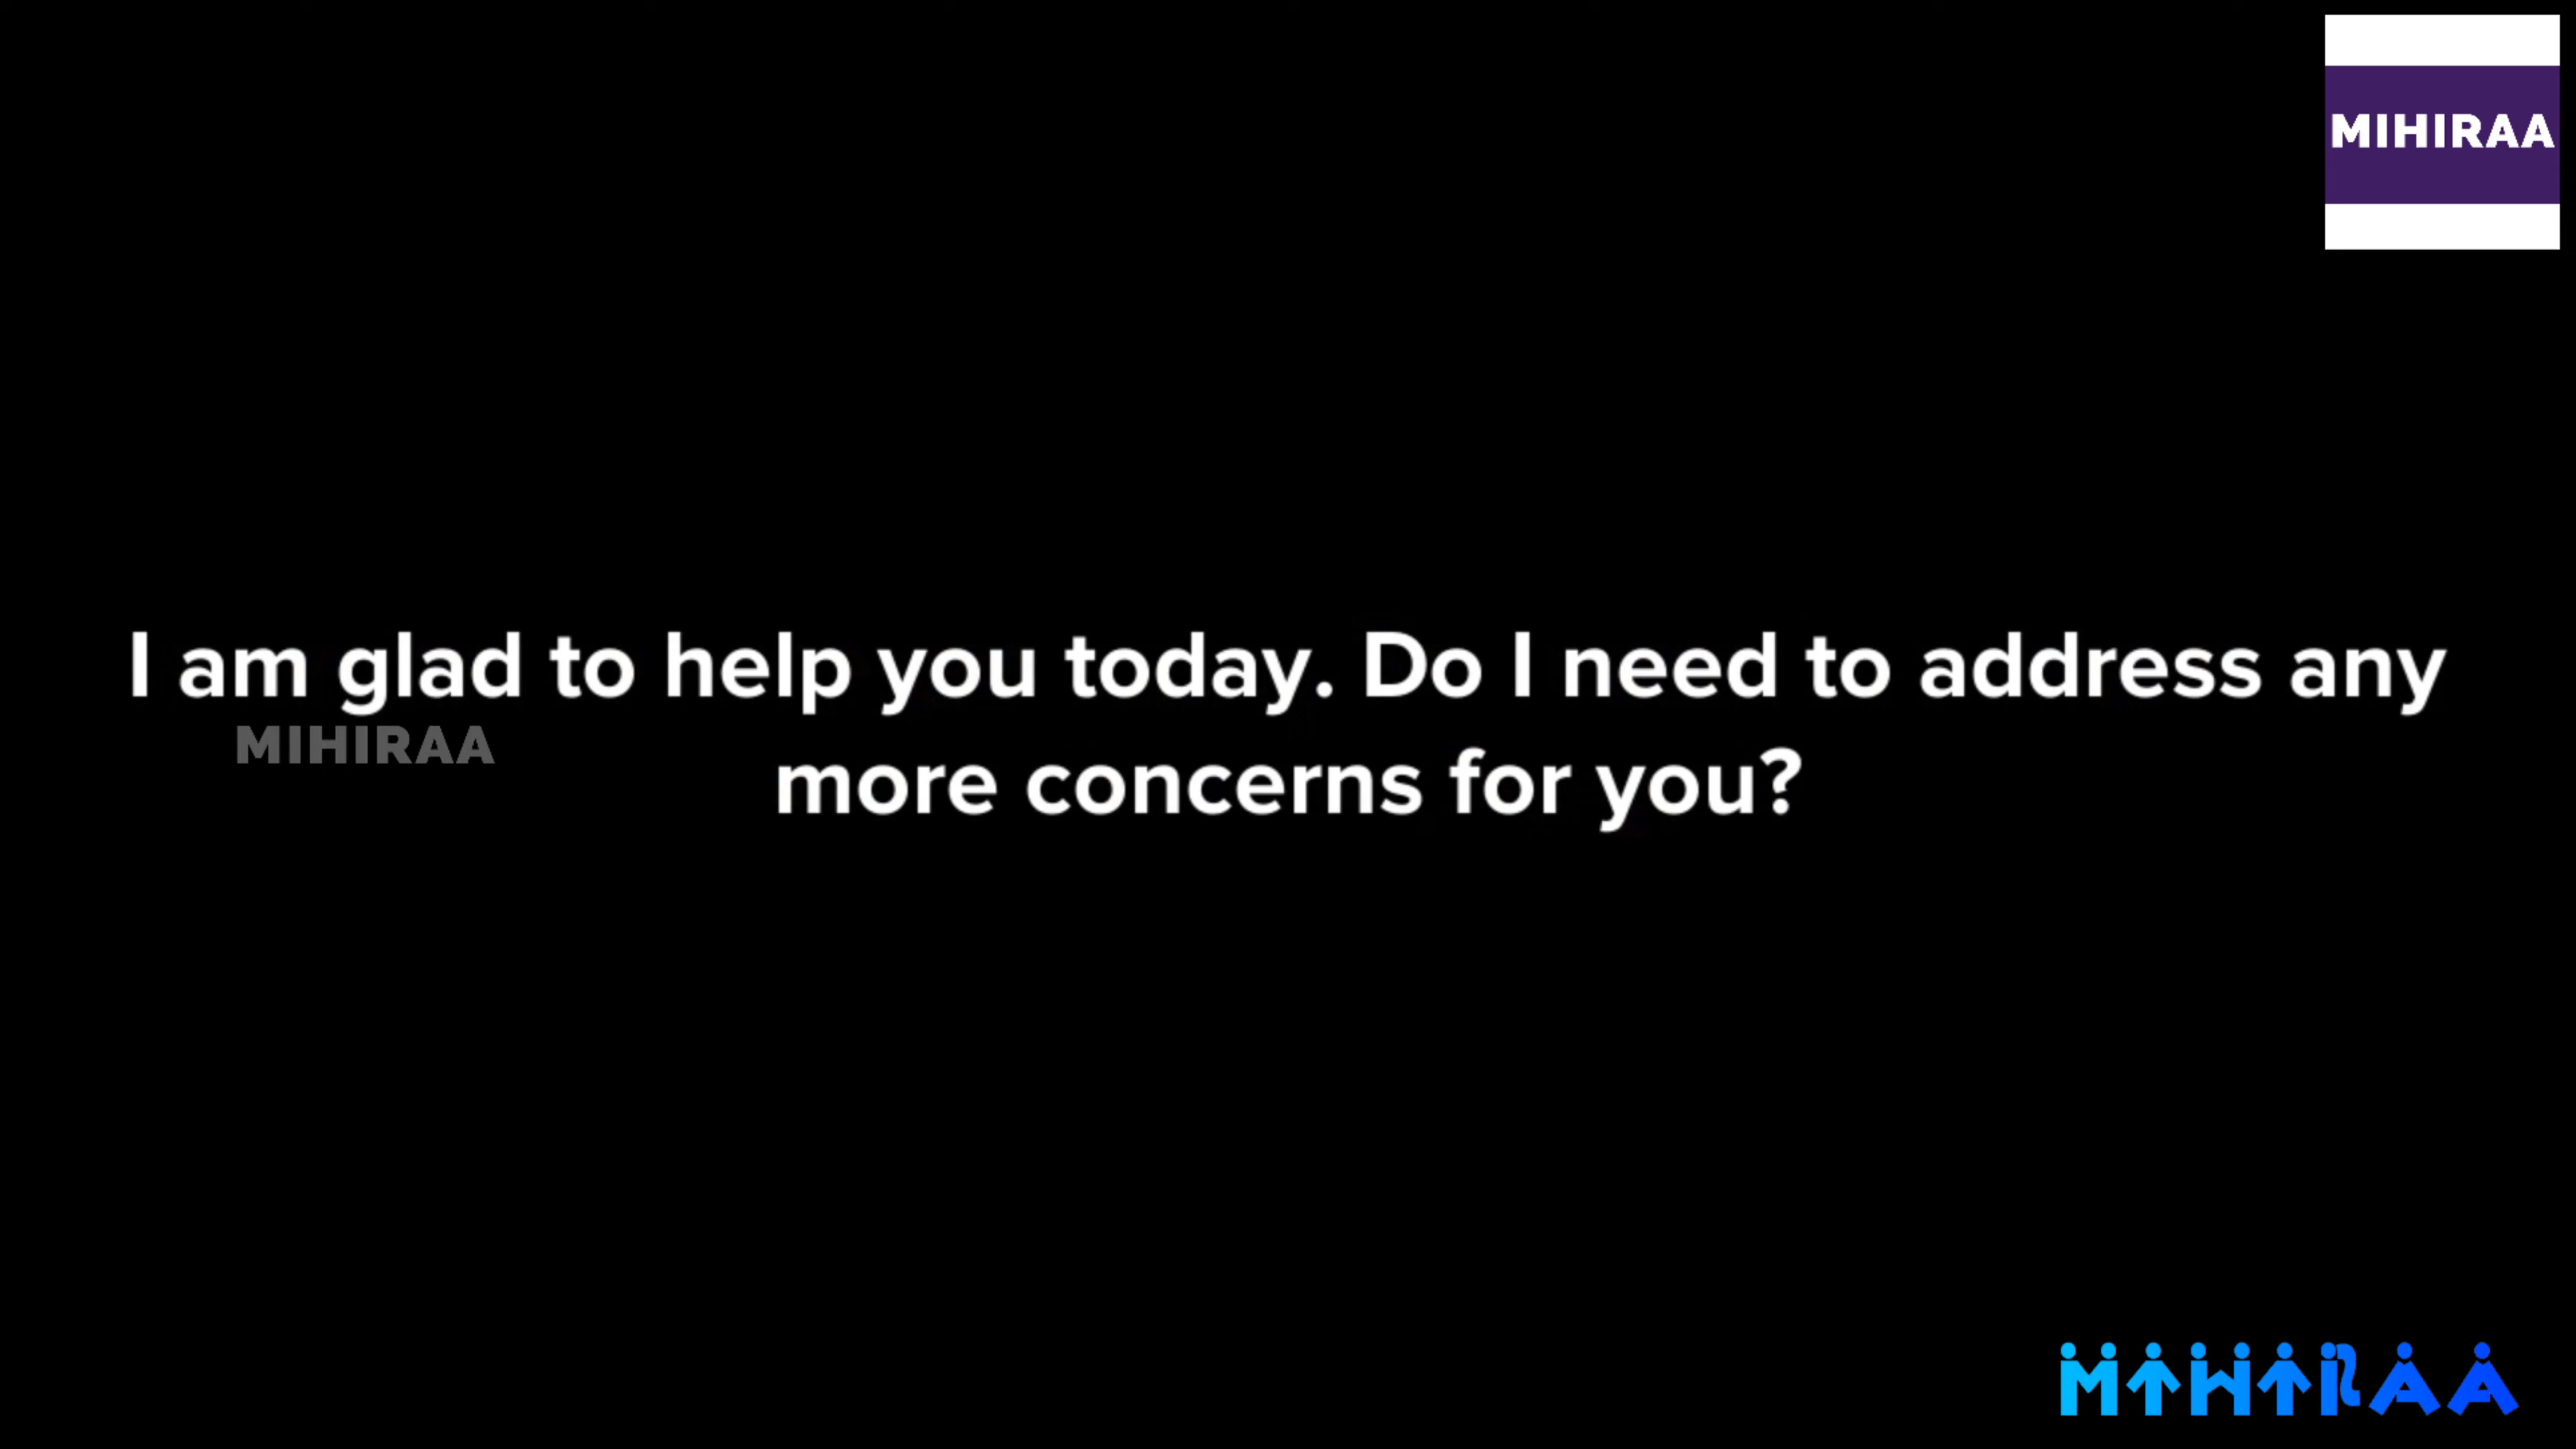 MIHIRAA
I am glad to help you today. Do I need to address any
MIHIRAA
more concerns for you?
MIHIRAA